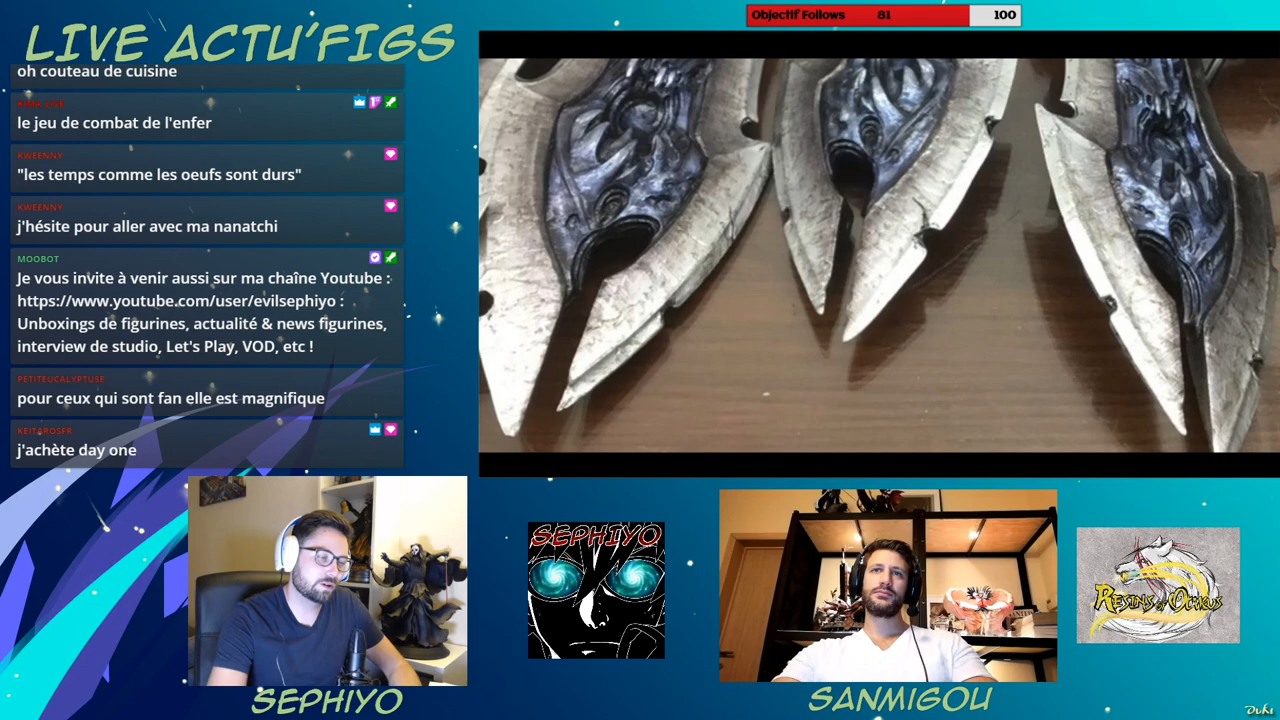 Objectif Follows 81 100
LIVE ACTU'FIGS
oh couteau de cuisine
le jeu de combat de l'enfer
KWEENNY
"les temps comme les oeufs sont durs"
KWEENNY
j'hésite pour aller avec ma nanatchi
MOOBOT
Je vous invite à venir aussi sur ma chaîne Youtube :
https://www.youtube.com/user/evilsephiyo :
Unboxings de figurines, actualité & news figurines,
interview de studio, Let's Play, VOD, etc !
PETITEUCALYPTUSE
pour ceux qui sont fan elle est magnifique
KEITAROSFR
j'achète day one
SEPHIYO
RESINS of OLYKUS
SEPHIYO
SANMIGOU